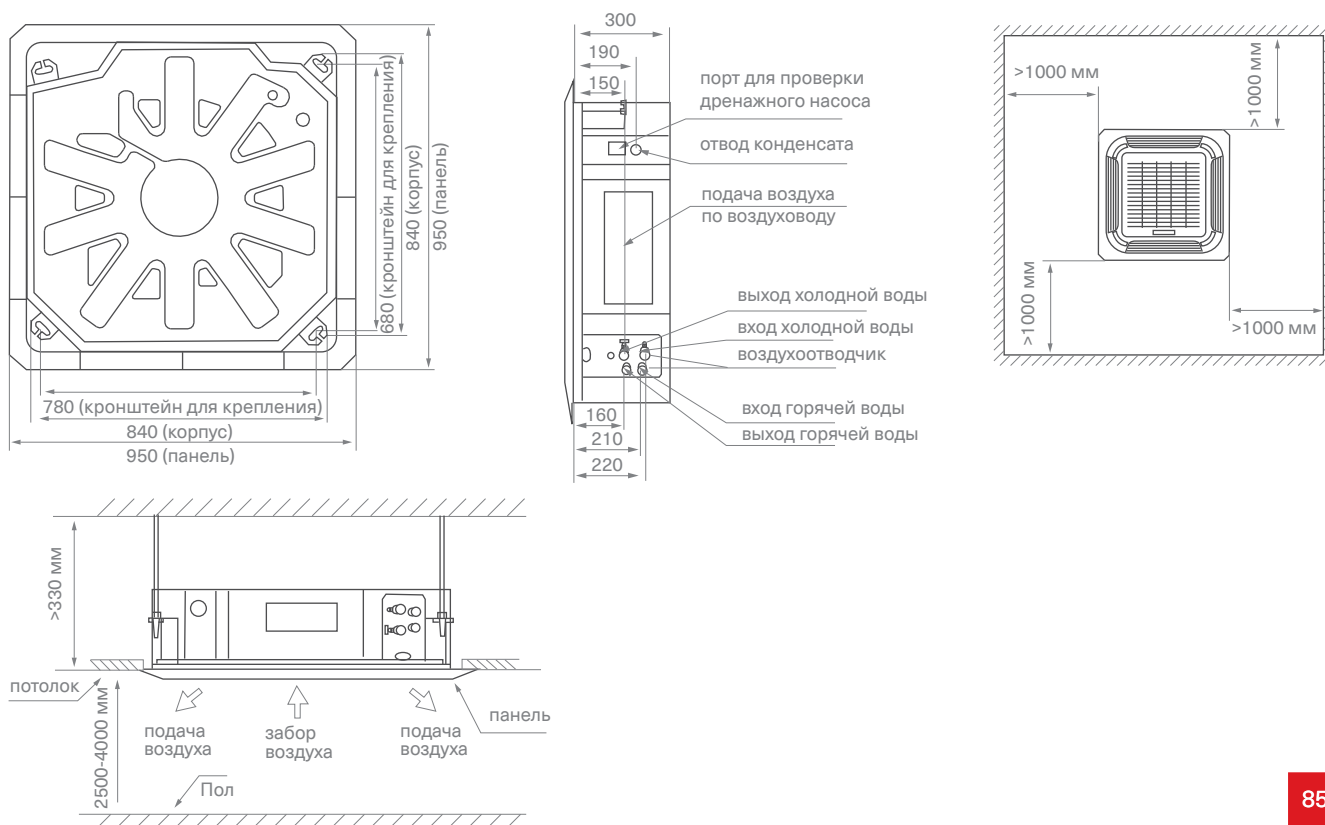 680 (кронштейн для крепления)
840 (корпус)
950 (панель)
780 (кронштейн для крепления)
840 (корпус)
950 (панель)
300
190
150
порт для проверки
дренажного насоса
отвод конденсата
подача воздуха
по воздуховоду
выход холодной воды
вход холодной воды
воздухоотводчик
вход горячей воды
выход горячей воды
160
210
220
>1000 мм
>1000 мм
>1000 мм
>1000 мм
>330 мм
потолок
2500-4000 мм
подача
воздуха
забор
воздуха
подача
воздуха
панель
Пол
85